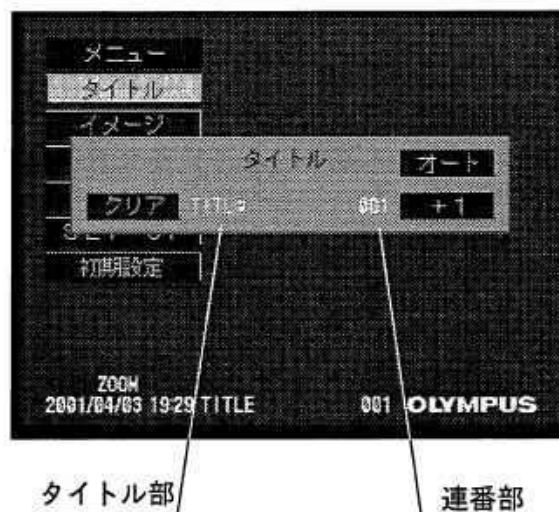 メニュー
タイトル
イメージ
タイトル オート
クリア TITLE 001 +1
初期設定
ZOOM
2001/04/03 19:29 TITLE 001 OLYMPUS
タイトル部 連番部